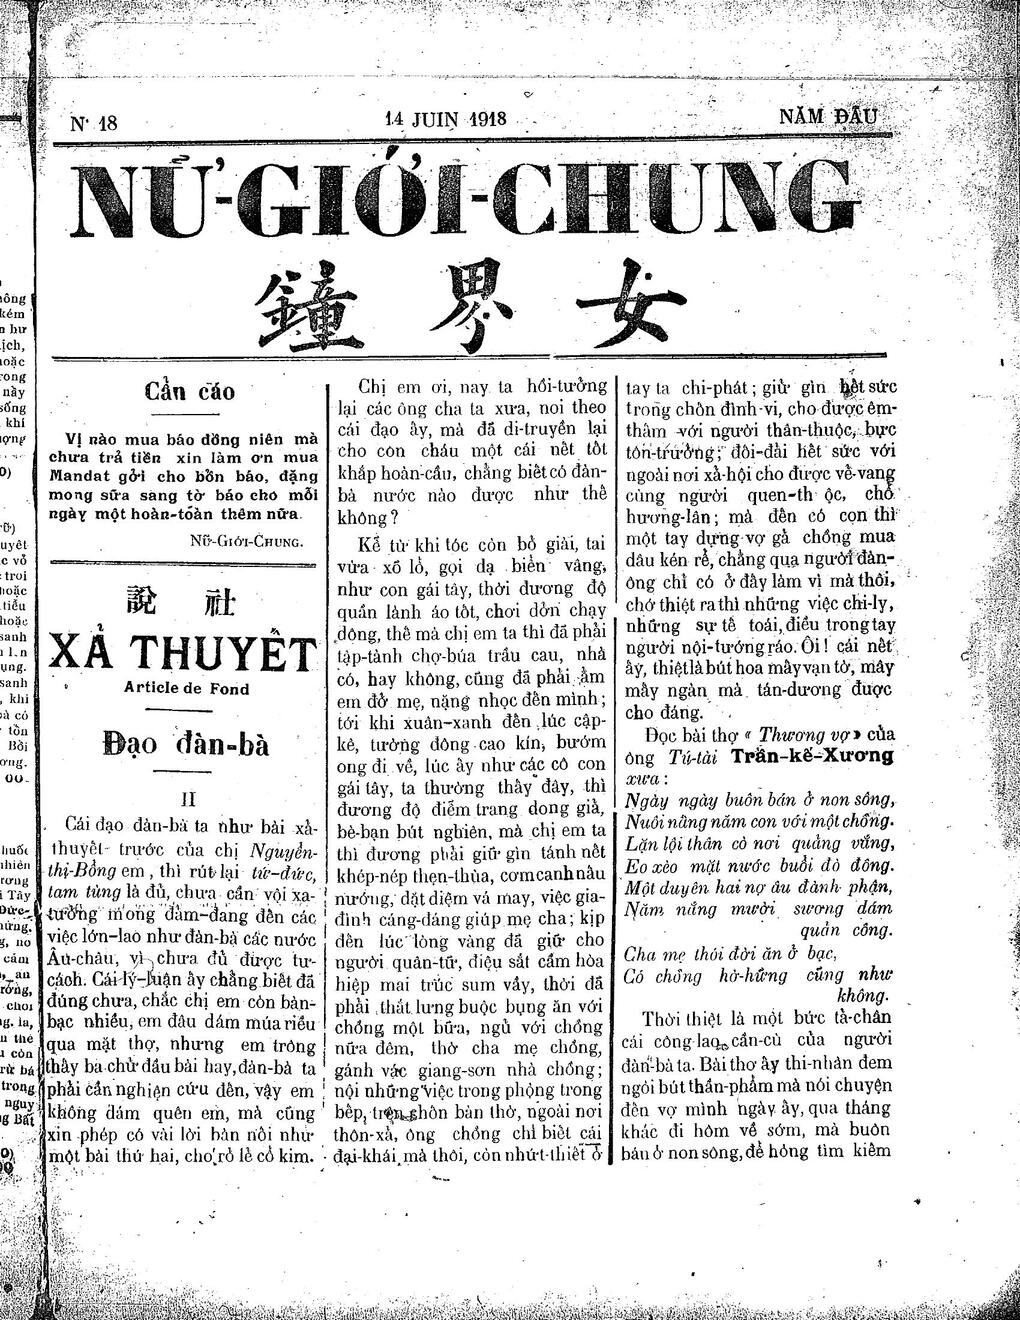 Nº 18
14 JUIN 1918
NĂM ĐẦU
NỮ-GIỚI-CHUNG
鐘 界 女
Cẩn cáo
Vị nào mua báo đồng niên mà
chưa trả tiền xin làm ơn mua
Mandat gởi cho bổn báo, đặng
mong sữa sang tờ báo cho mỗi
ngày một hoàn-toàn thêm nữa.
NỮ-GIỚI-CHUNG.
說 社
XẢ THUYẾT
Article de Fond
Đạo đàn-bà
II
Cái đạo đàn-bà ta như bài xả-
thuyết trước của chị Nguyễn-
thị-Bồng em, thì rút lại tứ-đức,
tam tùng là đủ, chưa cần vội xa-
tưởng mong đảm-đang đến các
việc lớn-lao như đàn-bà các nước
Âu-châu, vì chưa đủ được tư-
cách. Cái lý-luận ấy chẳng biết đã
đúng chưa, chắc chị em còn bàn-
bạc nhiều, em đâu dám múa riều
qua mặt thợ, nhưng em trông
thấy ba chữ đầu bài hay, đàn-bà ta
phải cần nghiện cứu đến, vậy em
không dám quên em, mà cũng
xin phép có vài lời bàn nối như
một bài thứ hai, cho rỏ lẽ cổ kim.
Chị em ơi, nay ta hồi-tưởng
lại các ông cha ta xưa, noi theo
cái đạo ấy, mà đã di-truyền lại
cho con cháu một cái nết tốt
khắp hoàn-cầu, chẳng biết có đàn-
bà nước nào được như thế
không?
Kể từ khi tóc còn bỏ giải, tai
vừa xỏ lỗ, gọi dạ biển vâng,
như con gái tây, thời đương độ
quần lành áo tốt, chơi dởn chạy
dông, thế mà chị em ta thì đã phải
tập-tành chợ-búa trầu cau, nhà
có, hay không, cũng đã phải ẵm
em đở mẹ, nặng nhọc đến mình;
tới khi xuân-xanh đến lúc cập-
kê, tường đông cao kín, bướm
ong đi về, lúc ấy như các cô con
gái tây, ta thường thấy đây, thì
đương độ điểm trang dong giả,
bè-bạn bút nghiên, mà chị em ta
thì đương phải giữ gìn tánh nết
khép-nép thẹn-thùa, cơm canh nấu
nướng, dặt diệm vá may, việc gia-
đình cáng-đáng giúp mẹ cha; kịp
đến lúc lòng vàng đã giữ cho
người quân-tử, điệu sắt cầm hòa
hiệp mai trúc sum vầy, thời đã
phải thắt lưng buộc bụng ăn với
chồng một bữa, ngủ với chồng
nữa đêm, thờ cha mẹ chồng,
gánh vác giang-sơn nhà chồng;
nội những việc trong phòng trong
bếp, trên chốn bàn thờ, ngoài nơi
thôn-xả, ông chồng chỉ biết cái
đại-khái mà thôi, còn nhứt-thiết ở
tay ta chi-phát; giử gìn hết sức
trong chốn đình-vi, cho được êm-
thấm với người thân-thuộc, bực
tôn-trưởng; đối-đãi hết sức với
ngoài nơi xả-hội cho được vẻ-vang
cùng người quen-thuộc, chổ
hương-lân; mà đến có con thì
một tay dựng vợ gả chồng mua
dâu kén rể, chẳng qua người đàn-
ông chỉ có ở đấy làm vì mà thôi,
chớ thiệt ra thì những việc chi-ly,
những sự tế toái, điều trong tay
người nội-tướng ráo. Ôi! cái nết
ấy, thiệt là bút hoa mấy vạn tờ, mấy
mấy ngàn mà tán-dương được
cho đáng.
Đọc bài thợ « Thương vợ » của
ông Tú-tài Trần-kế-Xương
xưa:
Ngày ngày buôn bán ở non sông,
Nuôi nấng năm con với một chồng.
Lặn lội thân cò nơi quảng vắng,
Eo xèo mặt nước buổi dò đông.
Một duyên hai nợ âu đành phận,
Năm nắng mười sương dám
quản công.
Cha mẹ thói đời ăn ở bạc,
Có chồng hờ-hững cũng như
không.
Thời thiệt là một bức tả-chân
cái công-lao cần-cù của người
đàn-bà ta. Bài thơ ấy thi-nhân đem
ngòi bút thần-phẩm mà nói chuyện
đến vợ mình ngày ấy, qua tháng
khác đi hôm về sớm, mà buôn
bán ở non sông, để hòng tìm kiếm